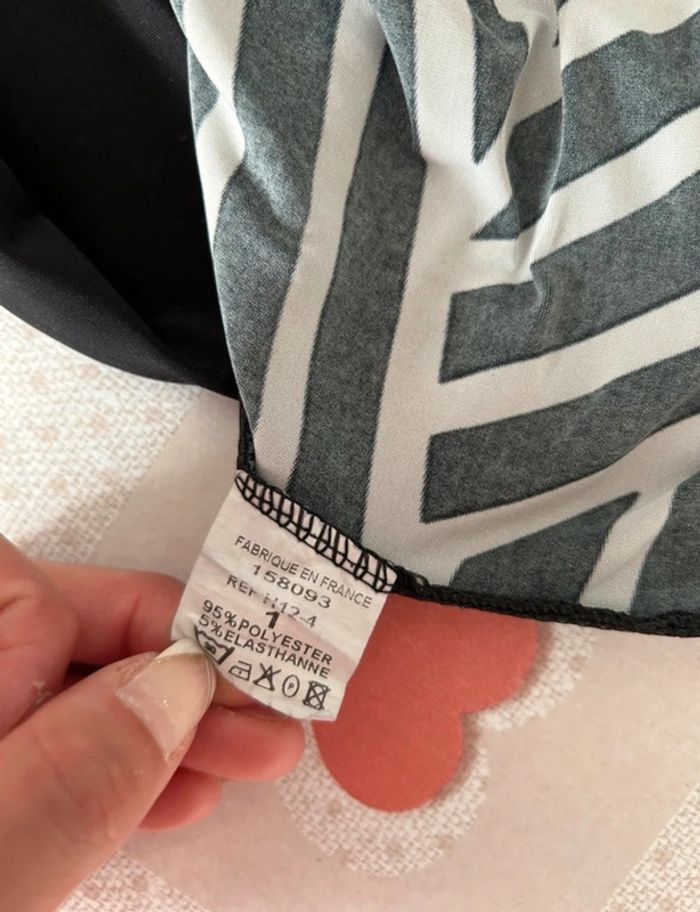 FABRIQUE EN FRANCE
158093
REF H12-4
1
95%POLYESTER
5%ELASTHANNE